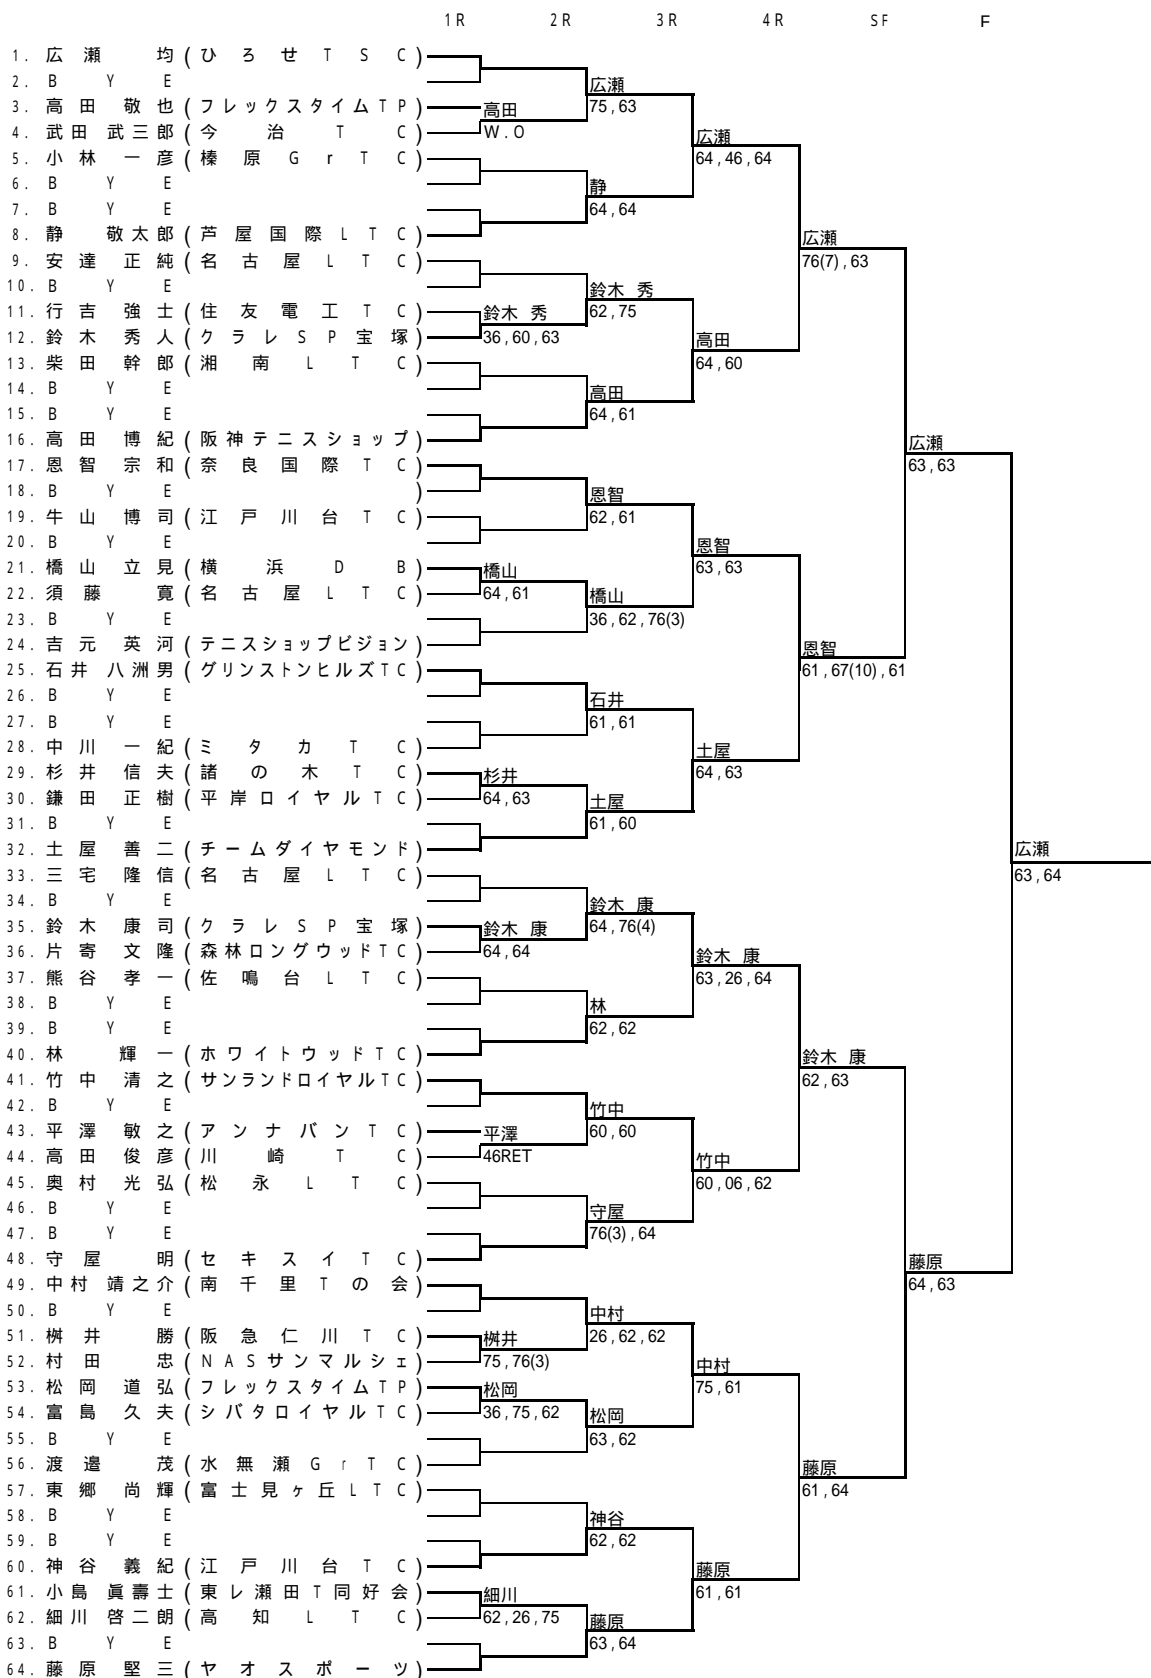 1R 2R 3R 4R SF F
1. 広瀬 均 (ひろせTSC)
2. B Y E
広瀬
3. 高田 敬也 (フレックスタイムTP) 高田 75,63
4. 武田 武三郎 (今治TC) W.O
広瀬
5. 小林 一彦 (榛原GrTC) 64,46,64
6. B Y E
静
7. B Y E 64,64
8. 静 敬太郎 (芦屋国際LTC)
広瀬
9. 安達 正純 (名古屋LTC) 76(7),63
10. B Y E
鈴木 秀
11. 行吉 強士 (住友電工TC) 鈴木 秀 62,75
12. 鈴木 秀人 (クラレSP宝塚) 36,60,63
高田
13. 柴田 幹郎 (湘南LTC) 64,60
14. B Y E
高田
15. B Y E 64,61
16. 高田 博紀 (阪神テニスショップ)
広瀬
17. 恩智 宗和 (奈良国際TC) 63,63
18. B Y E )
恩智
19. 牛山 博司 (江戸川台TC) 62,61
20. B Y E
恩智
21. 橋山 立見 (横浜DB) 橋山 63,63
22. 須藤 寛 (名古屋LTC) 64,61
橋山
23. B Y E 36,62,76(3)
24. 吉元 英河 (テニスショップビジョン)
恩智
25. 石井 八洲男 (グリンストンヒルズTC) 61,67(10),61
26. B Y E
石井
27. B Y E 61,61
28. 中川 一紀 (ミタカTC)
土屋
29. 杉井 信夫 (諸の木TC) 杉井 64,63
30. 鎌田 正樹 (平岸ロイヤルTC) 64,63
土屋
31. B Y E 61,60
32. 土屋 善二 (チームダイヤモンド)
広瀬
33. 三宅 隆信 (名古屋LTC) 63,64
34. B Y E
鈴木 康
35. 鈴木 康司 (クラレSP宝塚) 鈴木 康 64,76(4)
36. 片寄 文隆 (森林ロングウッドTC) 64,64
鈴木 康
37. 熊谷 孝一 (佐鳴台LTC) 63,26,64
38. B Y E
林
39. B Y E 62,62
40. 林 輝一 (ホワイトウッドTC)
鈴木 康
41. 竹中 清之 (サンランドロイヤルTC) 62,63
42. B Y E
竹中
43. 平澤 敏之 (アンナバンTC) 平澤 60,60
44. 高田 俊彦 (川崎TC) 46RET
竹中
45. 奥村 光弘 (松永LTC) 60,06,62
46. B Y E
守屋
47. B Y E 76(3),64
48. 守屋 明 (セキスイTC)
藤原
49. 中村 靖之介 (南千里Tの会) 64,63
50. B Y E
中村
51. 桝井 勝 (阪急仁川TC) 桝井 26,62,62
52. 村田 忠 (NASサンマルシェ) 75,76(3)
中村
53. 松岡 道弘 (フレックスタイムTP) 松岡 75,61
54. 富島 久夫 (シバタロイヤルTC) 36,75,62
松岡
55. B Y E 63,62
56. 渡邉 茂 (水無瀬GrTC)
藤原
57. 東郷 尚輝 (富士見ヶ丘LTC) 61,64
58. B Y E
神谷
59. B Y E 62,62
60. 神谷 義紀 (江戸川台TC)
藤原
61. 小島 眞壽士 (東レ瀬田T同好会) 細川 61,61
62. 細川 啓二朗 (高知LTC) 62,26,75
藤原
63. B Y E 63,64
64. 藤原 堅三 (ヤオスポーツ)